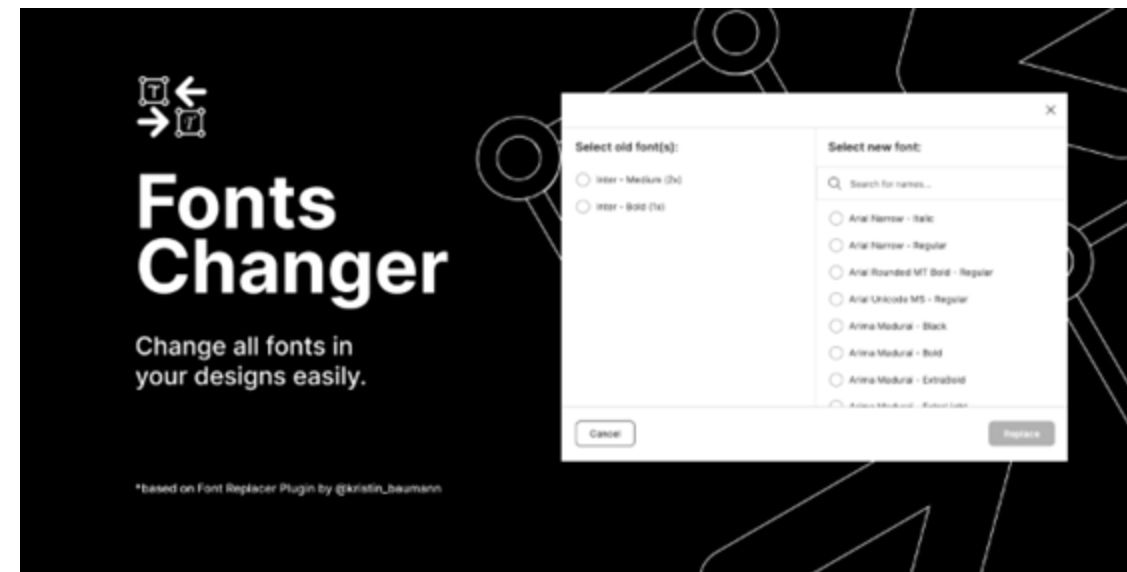 Fonts
Changer
Change all fonts in
your designs easily.
*based on Font Replacer Plugin by @kristin_baumann
Select old font(s):
Inter - Medium (2x)
Inter - Bold (1x)
Cancel
Select new font:
Search for names...
Arial Narrow - Italic
Arial Narrow - Regular
Arial Rounded MT Bold - Regular
Arial Unicode MS - Regular
Arima Madurai - Black
Arima Madurai - Bold
Arima Madurai - ExtraBold
Arima Madurai - ExtraLight
Replace